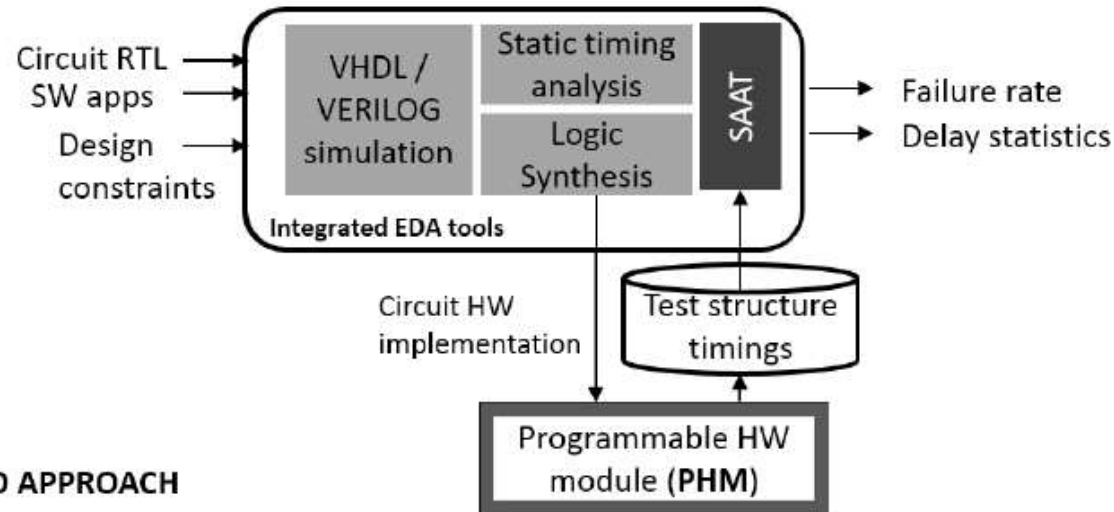 Circuit RTL
SW apps
Design
constraints
VHDL /
VERILOG
simulation
Static timing
analysis
Logic
Synthesis
SAAT
Integrated EDA tools
Failure rate
Delay statistics
Circuit HW
implementation
Test structure
timings
Programmable HW
module (PHM)
APPROACH